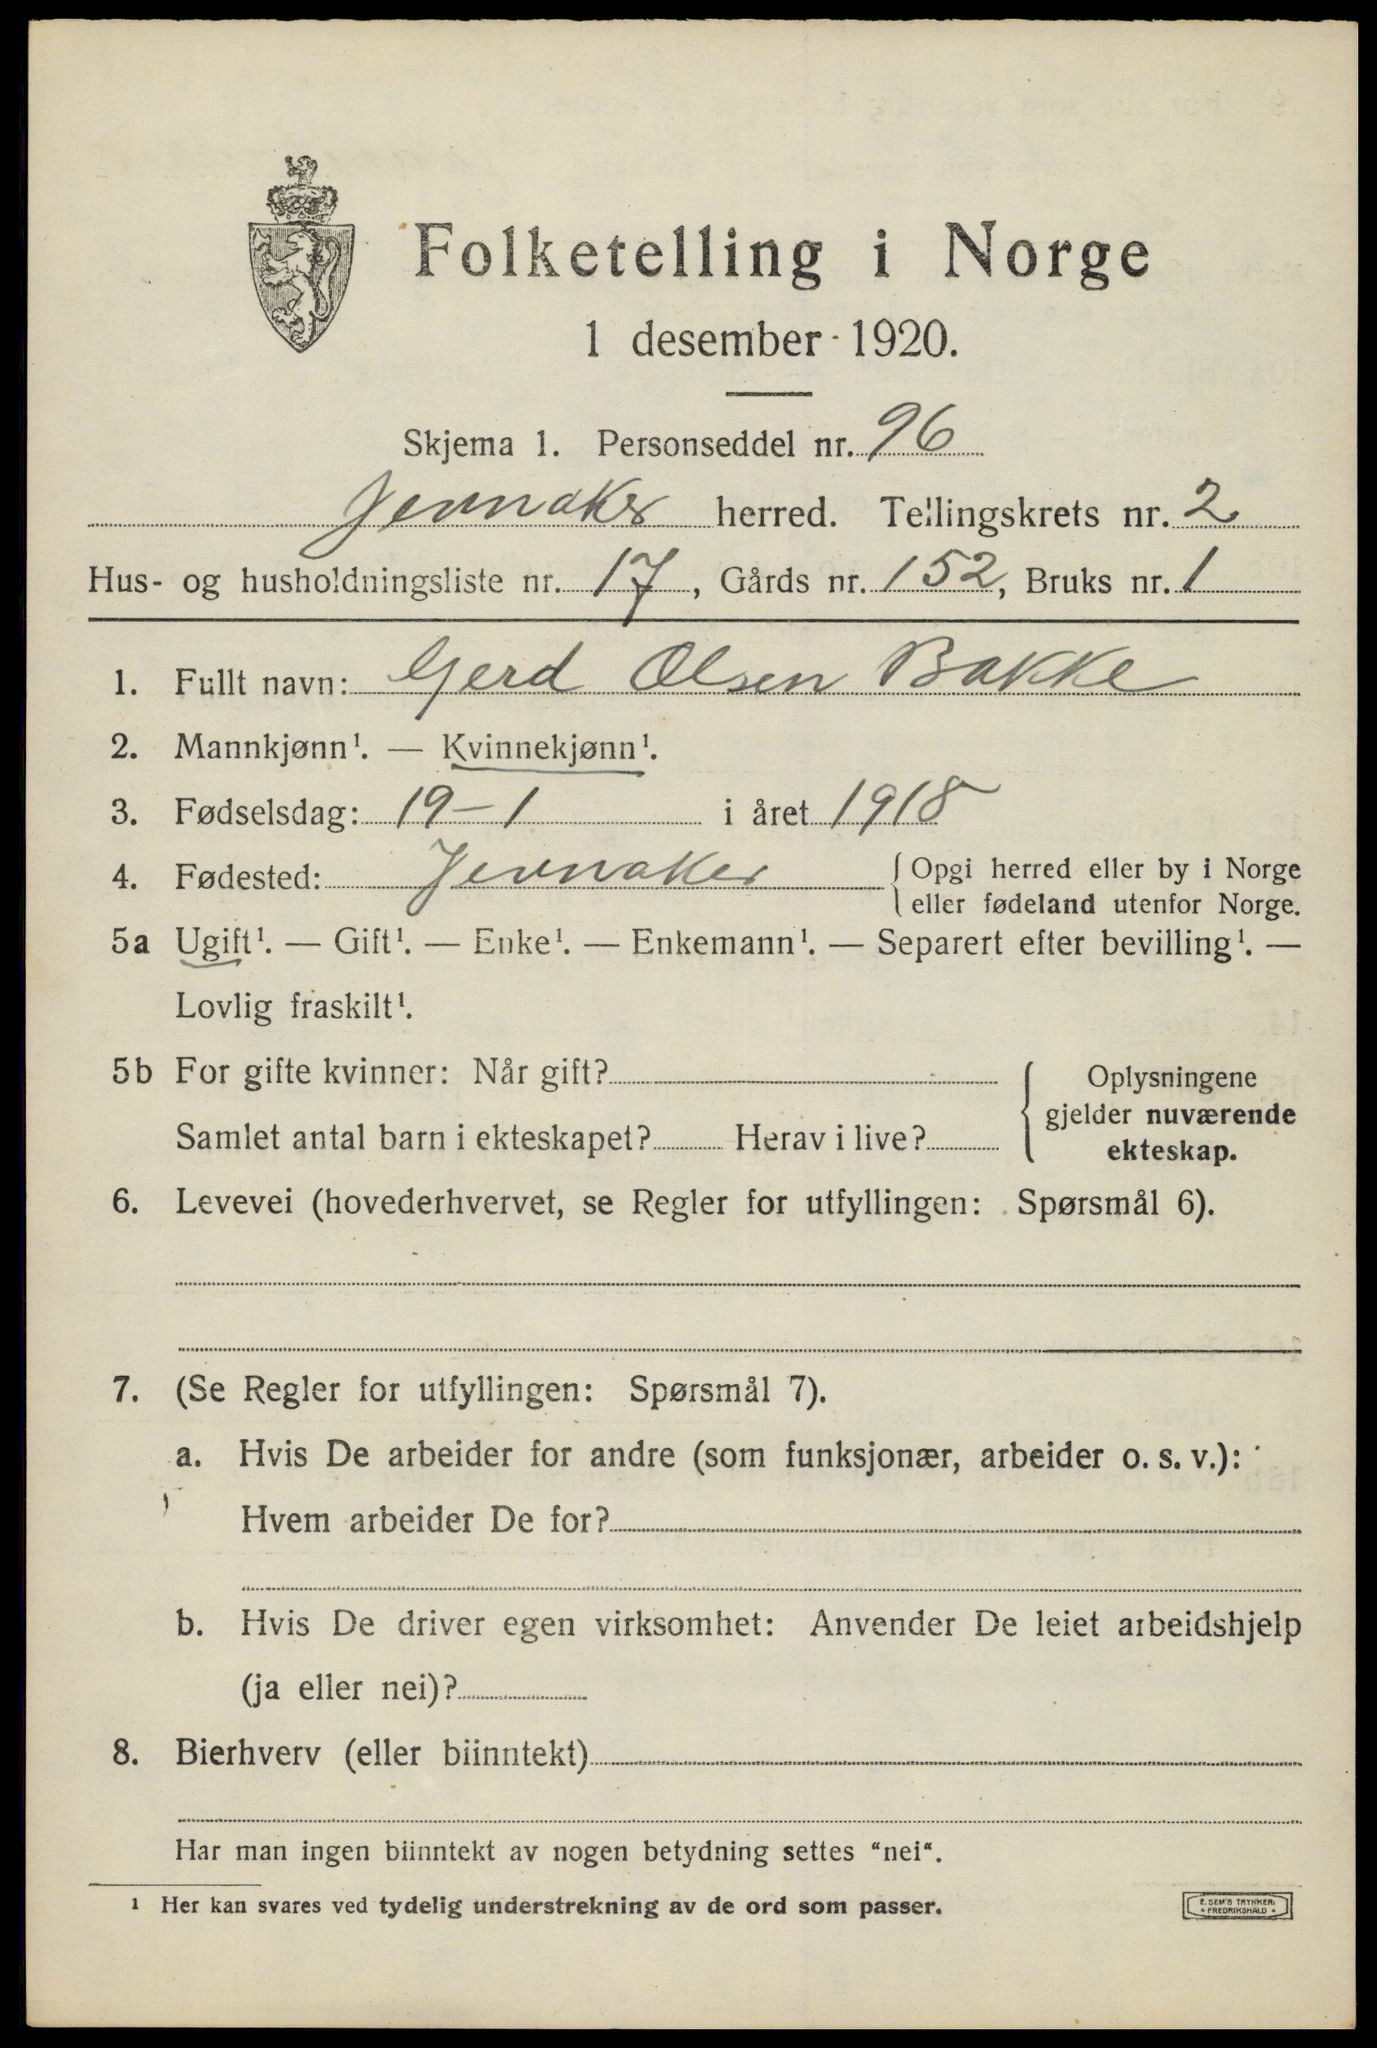 Folketelling i Norge
1 desember 1920.
Skjema 1. Personseddel nr. 96
Jevnaker herred. Tellingskrets nr. 2
Hus- og husholdningsliste nr. 17, Gårds nr. 152, Bruks nr. 1
1. Fullt navn: Gerd Olsen Bakke
2. Mannkjønn¹. — Kvinnekjønn¹.
3. Fødselsdag: 19-1 i året 1918
4. Fødested: Jevnaker { Opgi herred eller by i Norge
eller fødeland utenfor Norge.
5a Ugift¹. — Gift¹. — Enke¹. — Enkemann¹. — Separert efter bevilling¹. —
Lovlig fraskilt¹.
5b For gifte kvinner: Når gift?
Samlet antal barn i ekteskapet? Herav i live?
Oplysningene
gjelder nuværende
ekteskap.
6. Levevei (hovederhvervet, se Regler for utfyllingen: Spørsmål 6).
7. (Se Regler for utfyllingen: Spørsmål 7).
a. Hvis De arbeider for andre (som funksjonær, arbeider o. s. v.):
Hvem arbeider De for?
b. Hvis De driver egen virksomhet: Anvender De leiet arbeidshjelp
(ja eller nei)?
8. Bierhverv (eller biinntekt)
Har man ingen biinntekt av nogen betydning settes “nei“.
¹ Her kan svares ved tydelig understrekning av de ord som passer.
E. SEM'S TRYKKERI
* FREDRIKSHALD *